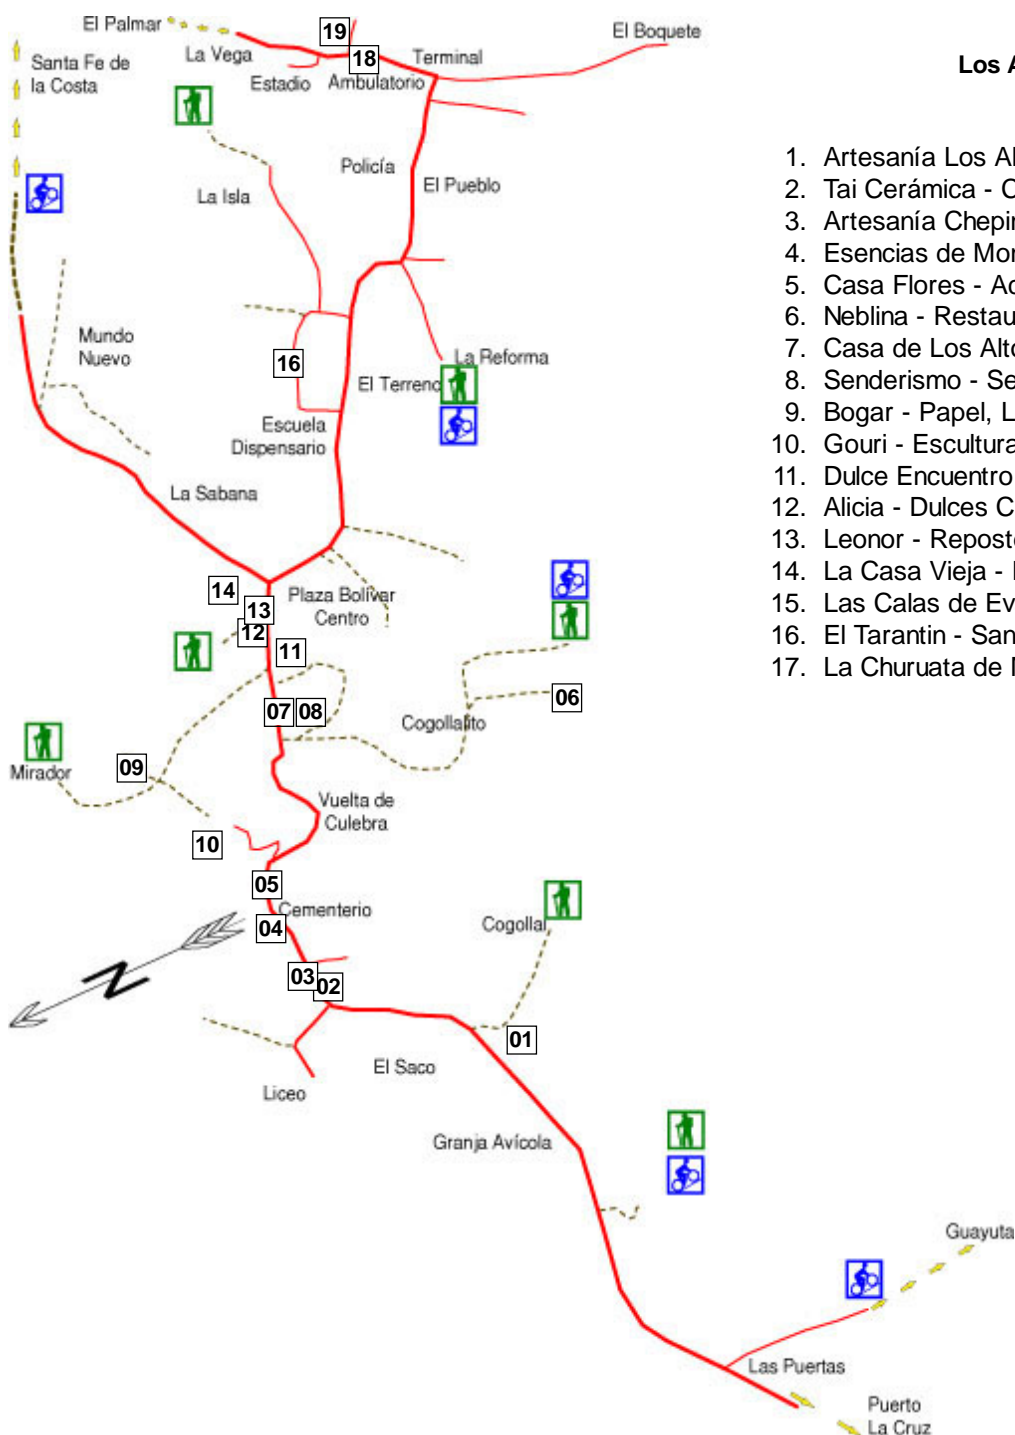 El Palmar
19
El Boquete
La Vega
18
Terminal
Santa Fe de
la Costa
Estadio
Ambulatorio
Los A
Policía
El Pueblo
La Isla
Mundo
Nuevo
16
La Reforma
El Terreno
Escuela
Dispensario
La Sabana
14
13
Plaza Bolívar
Centro
12
11
07
08
06
Cogollalito
Mirador
09
Vuelta de
Culebra
10
05
Cementerio
04
Cogollal
N
03
02
01
El Saco
Liceo
Granja Avícola
Guayuta
Las Puertas
Puerto
La Cruz
1. Artesanía Los Al
2. Tai Cerámica - C
3. Artesanía Chepin
4. Esencias de Mon
5. Casa Flores - Ac
6. Neblina - Restau
7. Casa de Los Alto
8. Senderismo - Se
9. Bogar - Papel, L
10. Gouri - Escultura
11. Dulce Encuentro
12. Alicia - Dulces C
13. Leonor - Reposte
14. La Casa Vieja -
15. Las Calas de Ev
16. El Tarantin - San
17. La Churuata de